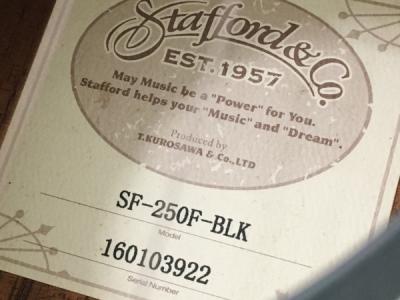 Stafford & Co.
EST.1957
May Music be a "Power" for You.
Stafford helps your "Music" and "Dream".
Produced by
T.KUROSAWA & Co.,LTD
SF-250F-BLK
Model
160103922
Serial Number